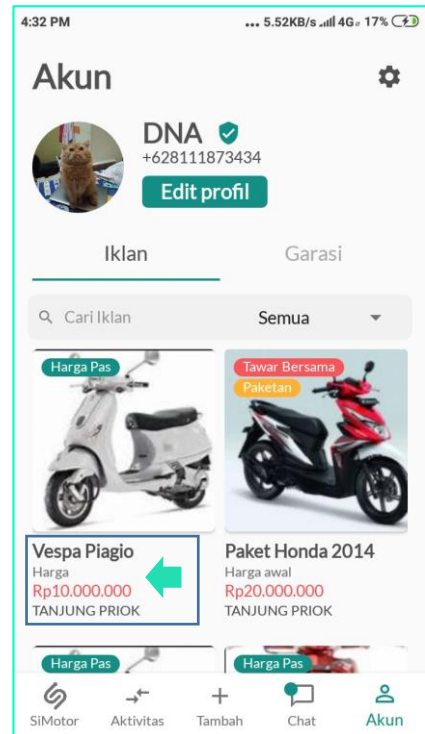 4:32 PM ... 5.52KB/s 4G 17%
Akun
DNA
+628111873434
Edit profil
Iklan Garasi
Cari Iklan Semua
Harga Pas Tawar Bersama
Paketan
Vespa Piagio Paket Honda 2014
Harga Harga awal
Rp10.000.000 Rp20.000.000
TANJUNG PRIOK TANJUNG PRIOK
Harga Pas Harga Pas
SiMotor Aktivitas Tambah Chat Akun